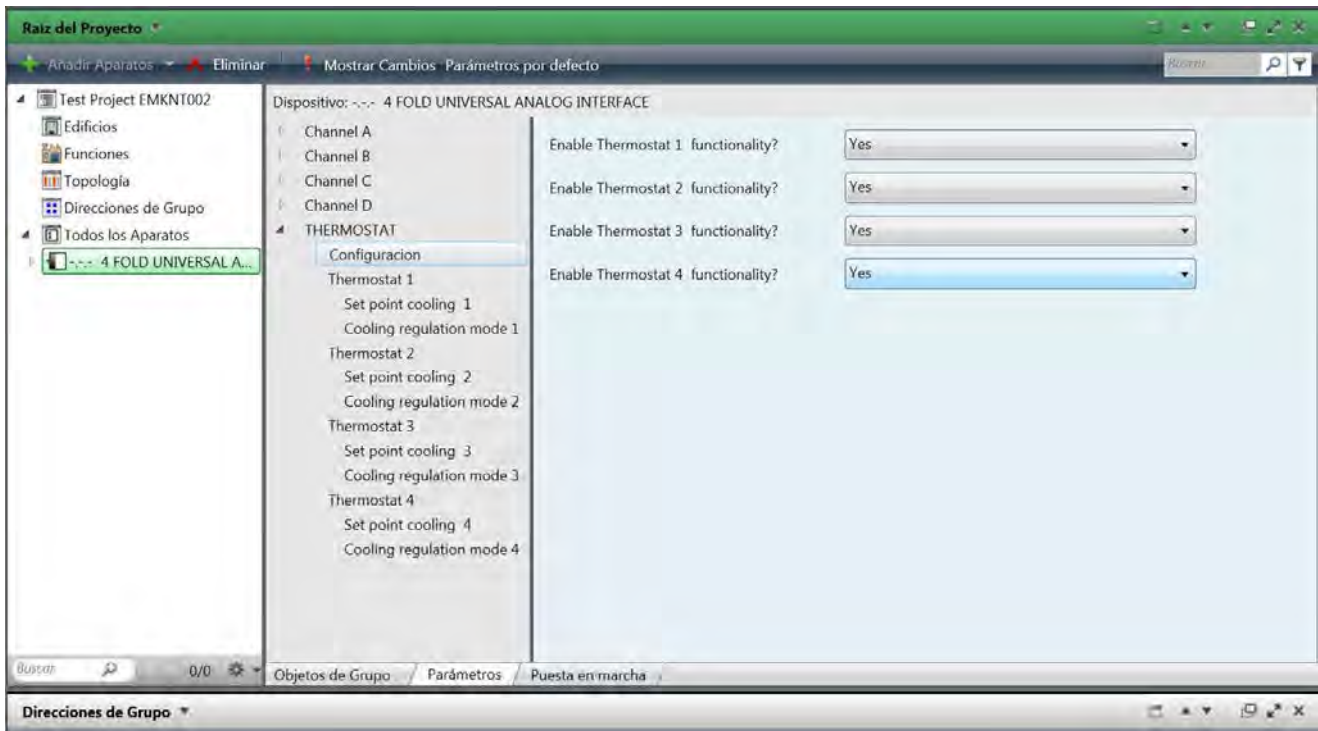 Raiz del Proyecto
Añadir Aparatos Eliminar Mostrar Cambios Parámetros por defecto Buscar
Test Project EMKNT002
Edificios
Funciones
Topología
Direcciones de Grupo
Todos los Aparatos
-.-.- 4 FOLD UNIVERSAL A...
Buscar 0/0
Dispositivo: -.-.- 4 FOLD UNIVERSAL ANALOG INTERFACE
Channel A
Channel B
Channel C
Channel D
THERMOSTAT
Configuracion
Thermostat 1
Set point cooling 1
Cooling regulation mode 1
Thermostat 2
Set point cooling 2
Cooling regulation mode 2
Thermostat 3
Set point cooling 3
Cooling regulation mode 3
Thermostat 4
Set point cooling 4
Cooling regulation mode 4
Enable Thermostat 1 functionality? Yes
Enable Thermostat 2 functionality? Yes
Enable Thermostat 3 functionality? Yes
Enable Thermostat 4 functionality? Yes
Objetos de Grupo Parámetros Puesta en marcha
Direcciones de Grupo